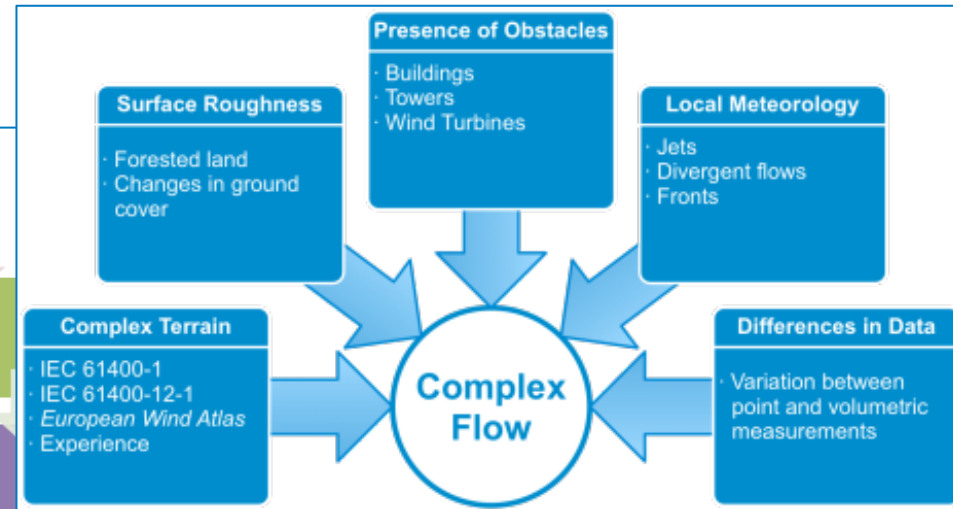 Presence of Obstacles
· Buildings
· Towers
· Wind Turbines
Surface Roughness
· Forested land
· Changes in ground
cover
Local Meteorology
· Jets
· Divergent flows
· Fronts
Complex Terrain
· IEC 61400-1
· IEC 61400-12-1
· European Wind Atlas
· Experience
Complex
Flow
Differences in Data
· Variation between
point and volumetric
measurements